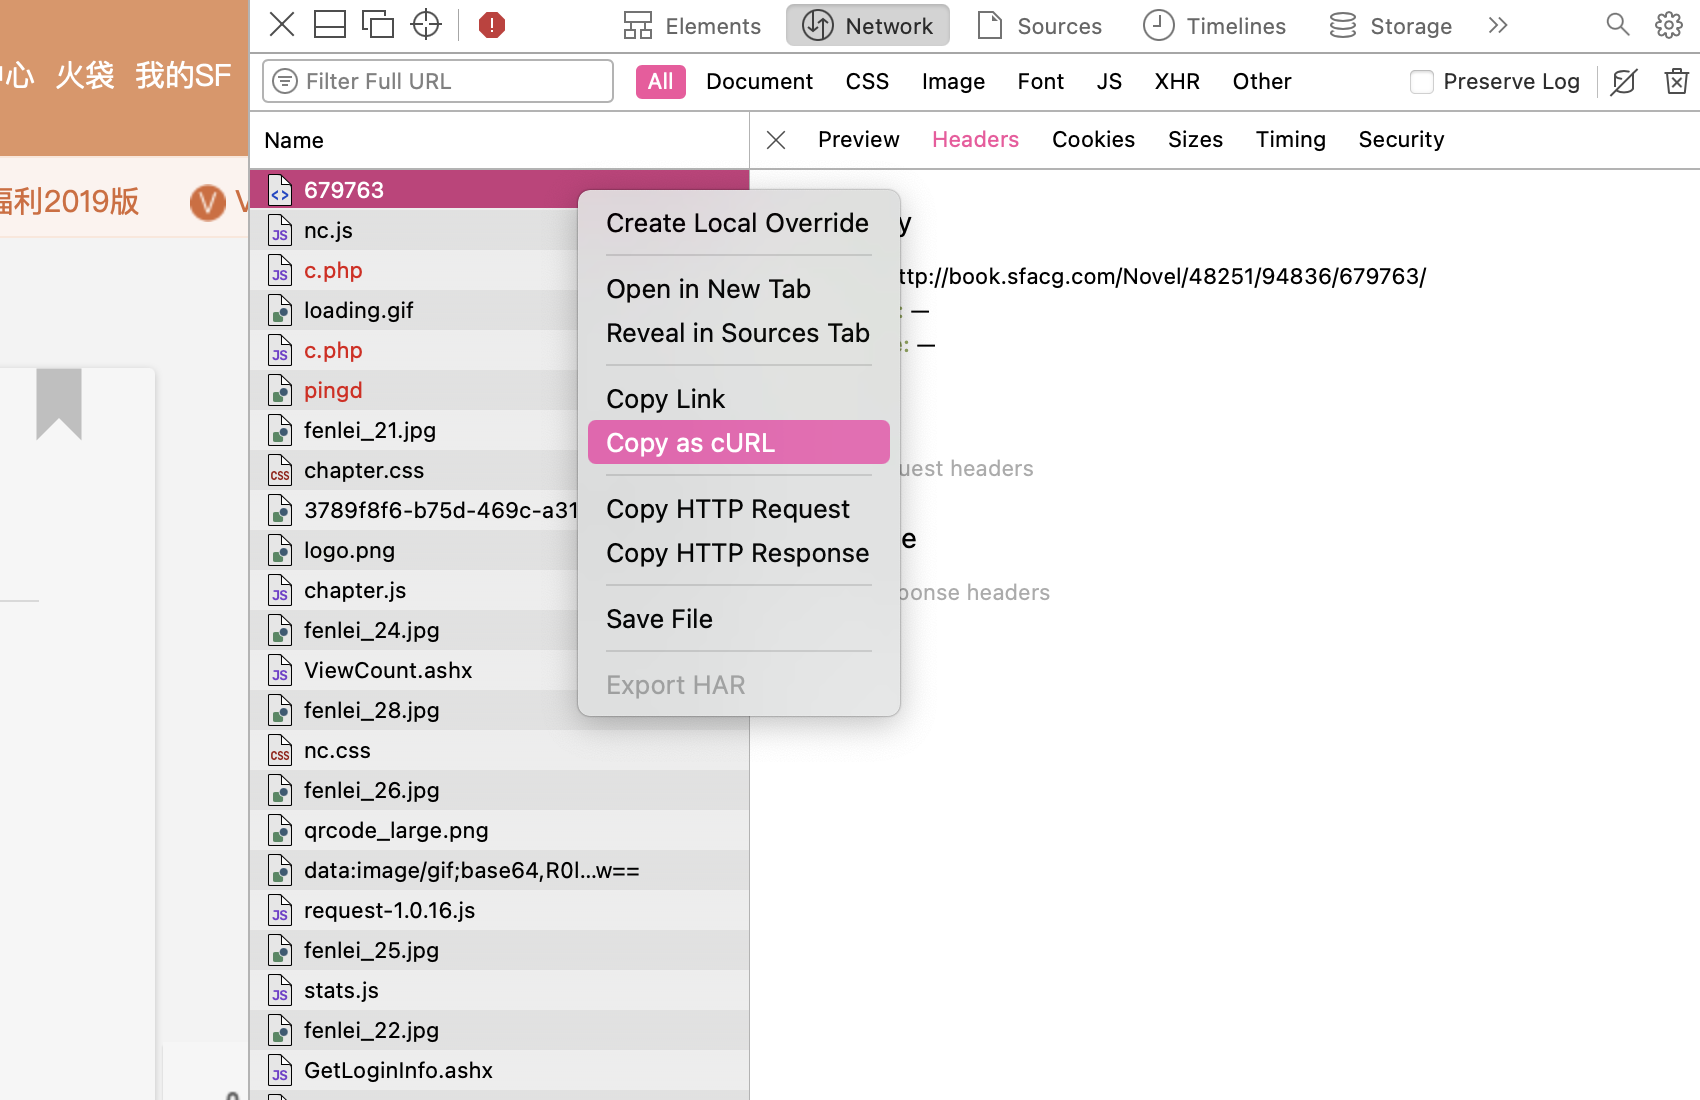 心 火袋 我的SF
福利2019版 V
Elements Network Sources Timelines Storage
Filter Full URL All Document CSS Image Font JS XHR Other Preserve Log
Name Preview Headers Cookies Sizes Timing Security
679763
nc.js
c.php
loading.gif
c.php
pingd
fenlei_21.jpg
chapter.css
3789f8f6-b75d-469c-a31
logo.png
chapter.js
fenlei_24.jpg
ViewCount.ashx
fenlei_28.jpg
nc.css
fenlei_26.jpg
qrcode_large.png
data:image/gif;base64,R0l...w==
request-1.0.16.js
fenlei_25.jpg
stats.js
fenlei_22.jpg
GetLoginInfo.ashx
Create Local Override
Open in New Tab
Reveal in Sources Tab
Copy Link
Copy as cURL
Copy HTTP Request
Copy HTTP Response
Save File
Export HAR
y
ttp://book.sfacg.com/Novel/48251/94836/679763/
: —
e: —
uest headers
e
ponse headers